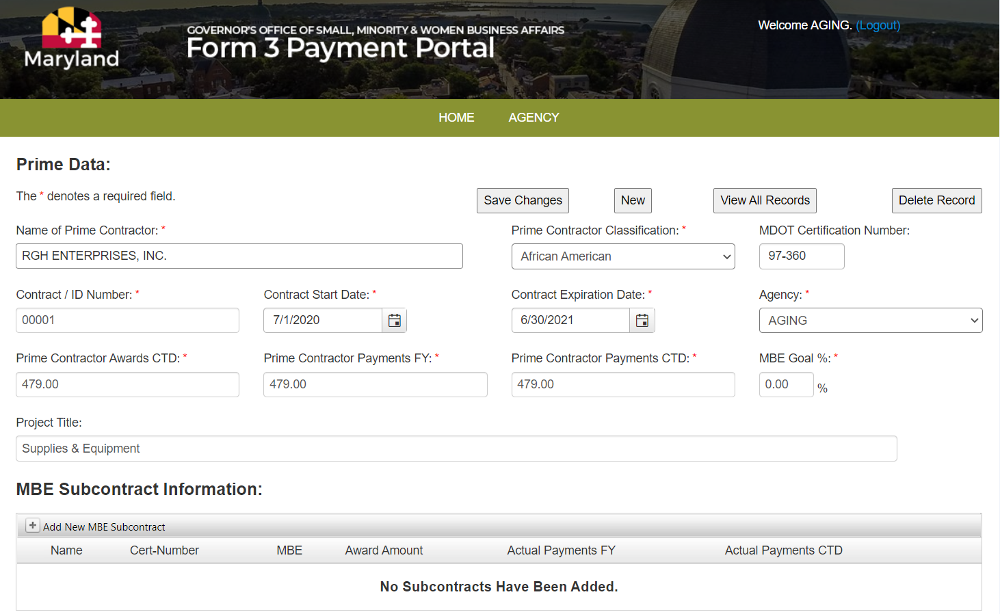 Maryland
GOVERNOR'S OFFICE OF SMALL, MINORITY & WOMEN BUSINESS AFFAIRS
Form 3 Payment Portal
Welcome AGING. (Logout)
HOME AGENCY
Prime Data:
The * denotes a required field.
Save Changes New View All Records Delete Record
Name of Prime Contractor: * Prime Contractor Classification: * MDOT Certification Number:
RGH ENTERPRISES, INC. African American 97-360
Contract / ID Number: * Contract Start Date: * Contract Expiration Date: * Agency: *
00001 7/1/2020 6/30/2021 AGING
Prime Contractor Awards CTD: * Prime Contractor Payments FY: * Prime Contractor Payments CTD: * MBE Goal %: *
479.00 479.00 479.00 0.00 %
Project Title:
Supplies & Equipment
MBE Subcontract Information:
+ Add New MBE Subcontract
Name Cert-Number MBE Award Amount Actual Payments FY Actual Payments CTD
No Subcontracts Have Been Added.